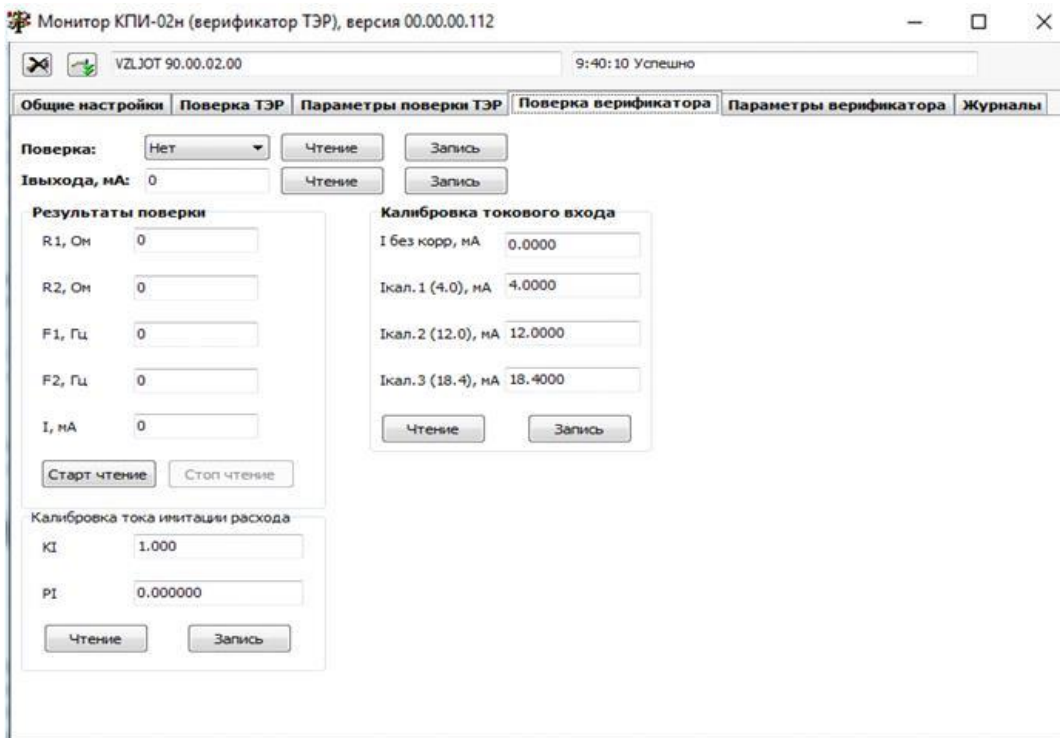 Монитор КПИ-02н (верификатор ТЭР), версия 00.00.00.112
VZLJOT 90.00.02.00 9:40:10 Успешно
Общие настройки Поверка ТЭР Параметры поверки ТЭР Поверка верификатора Параметры верификатора Журналы
Поверка: Нет Чтение Запись
Iвыхода, мА: 0 Чтение Запись
Результаты поверки
R1, Ом 0
R2, Ом 0
F1, Гц 0
F2, Гц 0
I, мА 0
Старт чтение Стоп чтение
Калибровка токового входа
I без корр, мА 0.0000
Iкал.1 (4.0), мА 4.0000
Iкал.2 (12.0), мА 12.0000
Iкал.3 (18.4), мА 18.4000
Чтение Запись
Калибровка тока имитации расхода
KI 1.000
PI 0.000000
Чтение Запись